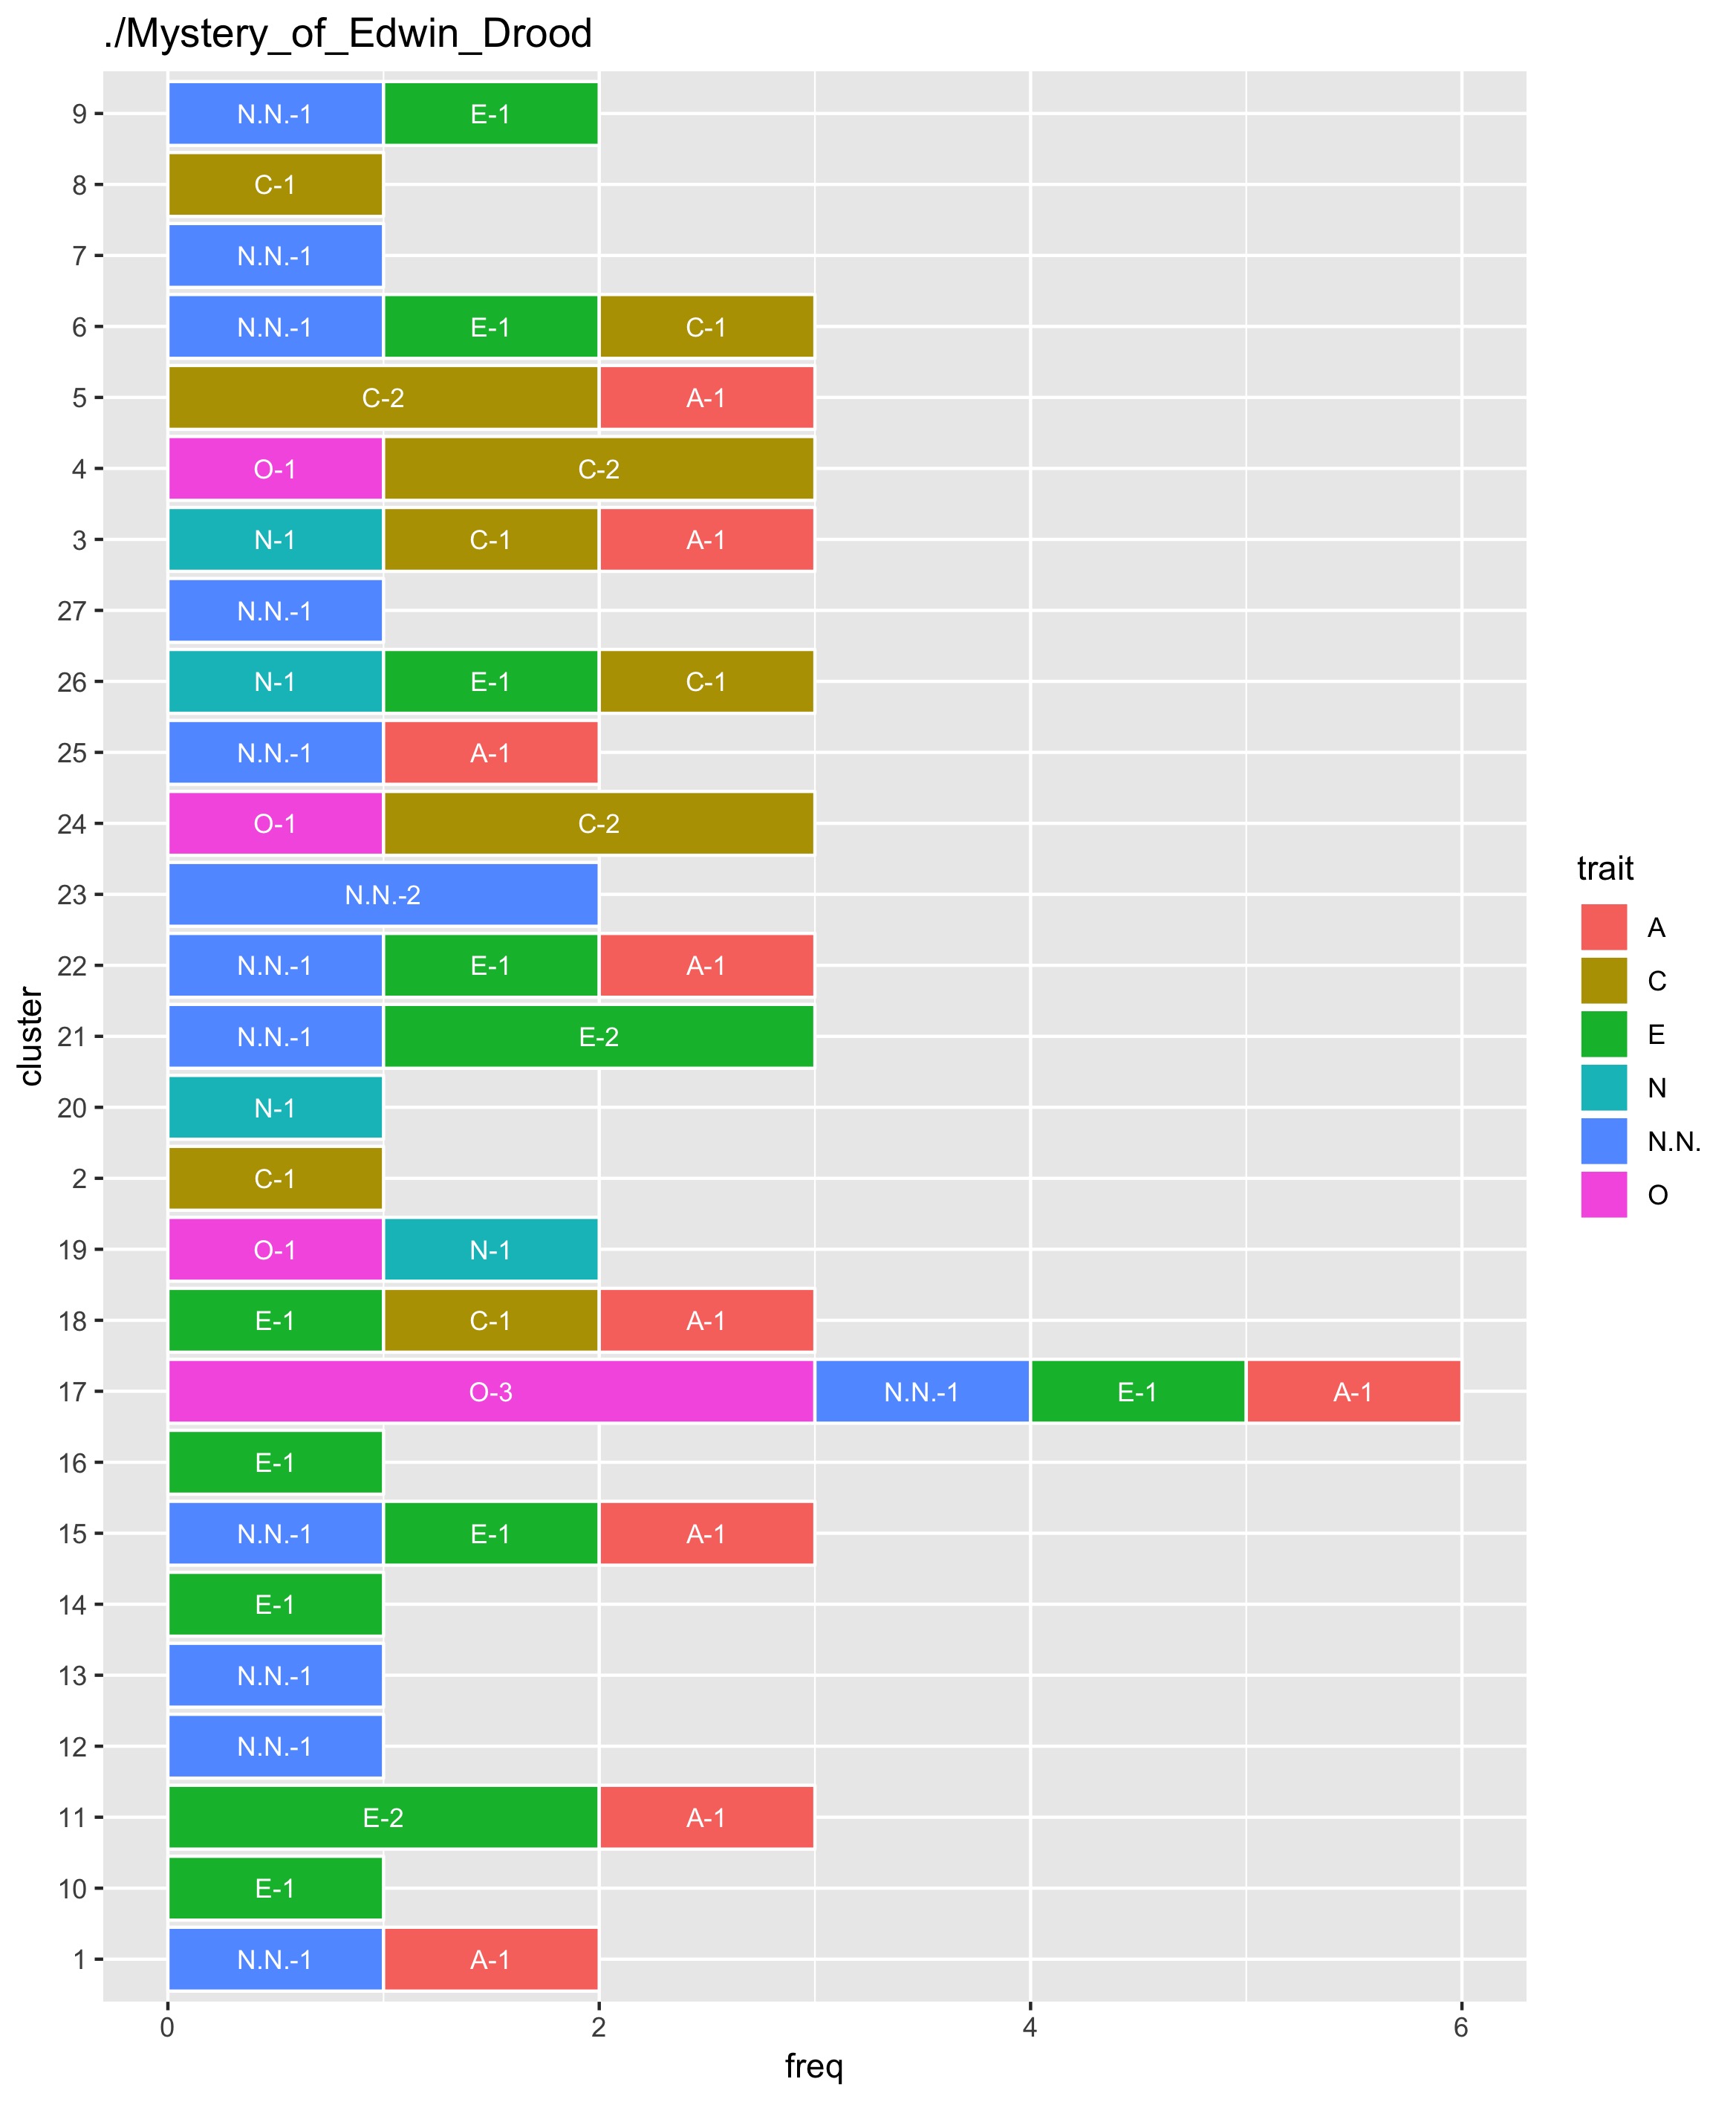 ./Mystery_of_Edwin_Drood
9 N.N.-1 E-1
8 C-1
7 N.N.-1
6 N.N.-1 E-1 C-1
5 C-2 A-1
4 O-1 C-2
3 N-1 C-1 A-1
27 N.N.-1
26 N-1 E-1 C-1
25 N.N.-1 A-1
24 O-1 C-2
23 N.N.-2
22 N.N.-1 E-1 A-1
21 N.N.-1 E-2
20 N-1
2 C-1
19 O-1 N-1
18 E-1 C-1 A-1
17 O-3 N.N.-1 E-1 A-1
16 E-1
15 N.N.-1 E-1 A-1
14 E-1
13 N.N.-1
12 N.N.-1
11 E-2 A-1
10 E-1
1 N.N.-1 A-1
0 2 4 6
freq
cluster
trait
A
C
E
N
N.N.
O